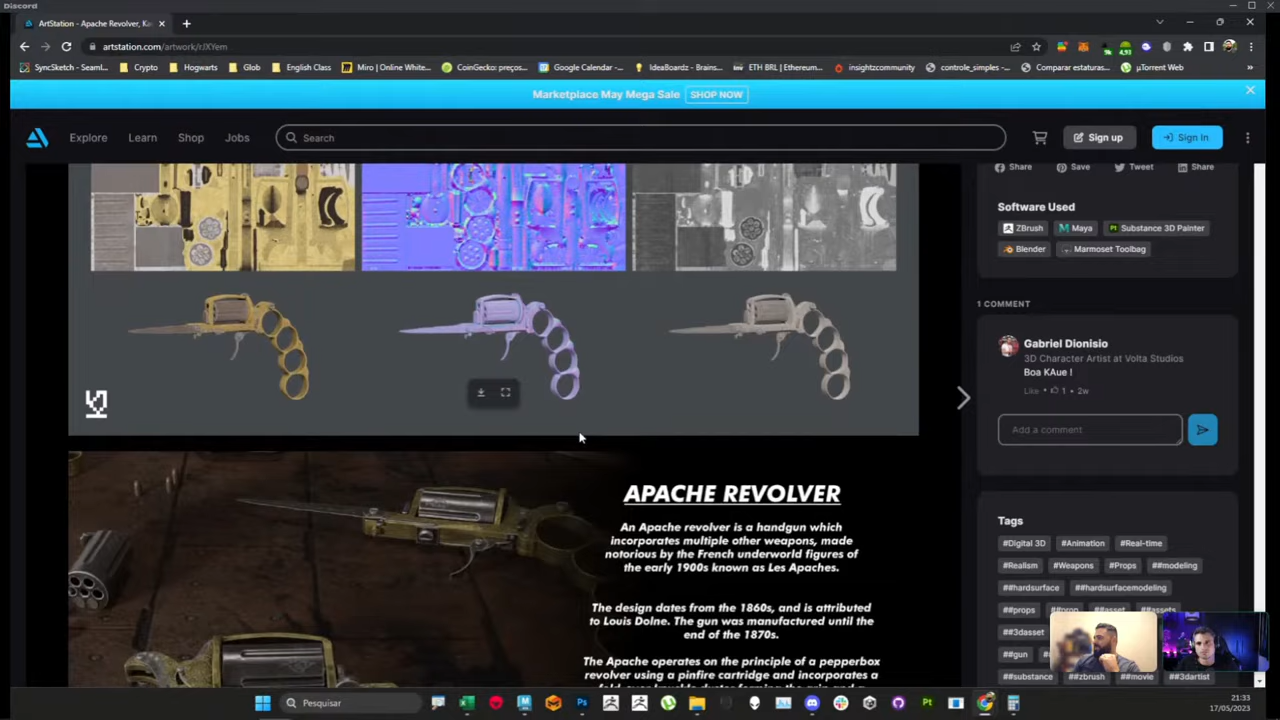 Discord
ArtStation - Apache Revolver, Ka
artstation.com/artwork/rJXYem
SyncSketch - Seaml...
Crypto
Hogwarts
Glob
English Class
Miro | Online White...
CoinGecko: preços...
Google Calendar -...
IdeaBoardz - Brains...
ETH BRL | Ethereum...
insightzcommunity
controle_simples -...
Comparar estaturas...
µTorrent Web
Marketplace May Mega Sale SHOP NOW
Explore
Learn
Shop
Jobs
Search
Sign up
Sign In
Share
Save
Tweet
Share
Software Used
ZBrush
Maya
Substance 3D Painter
Blender
Marmoset Toolbag
1 COMMENT
Gabriel Dionisio
3D Character Artist at Volta Studios
Boa KAue !
Like • 1 • 2w
Add a comment
APACHE REVOLVER
An Apache revolver is a handgun which
incorporates multiple other weapons, made
notorious by the French underworld figures of
the early 1900s known as Les Apaches.
The design dates from the 1860s, and is attributed
to Louis Dolne. The gun was manufactured until the
end of the 1870s.
The Apache operates on the principle of a pepperbox
revolver using a pinfire cartridge and incorporates a
Tags
#Digital 3D
#Animation
#Real-time
#Realism
#Weapons
#Props
##modeling
##hardsurface
##hardsurfacemodeling
##props
##prop
##asset
##assets
##3dasset
##gun
##substance
##zbrush
##movie
##3dartist
Pesquisar
21:33
17/05/2023